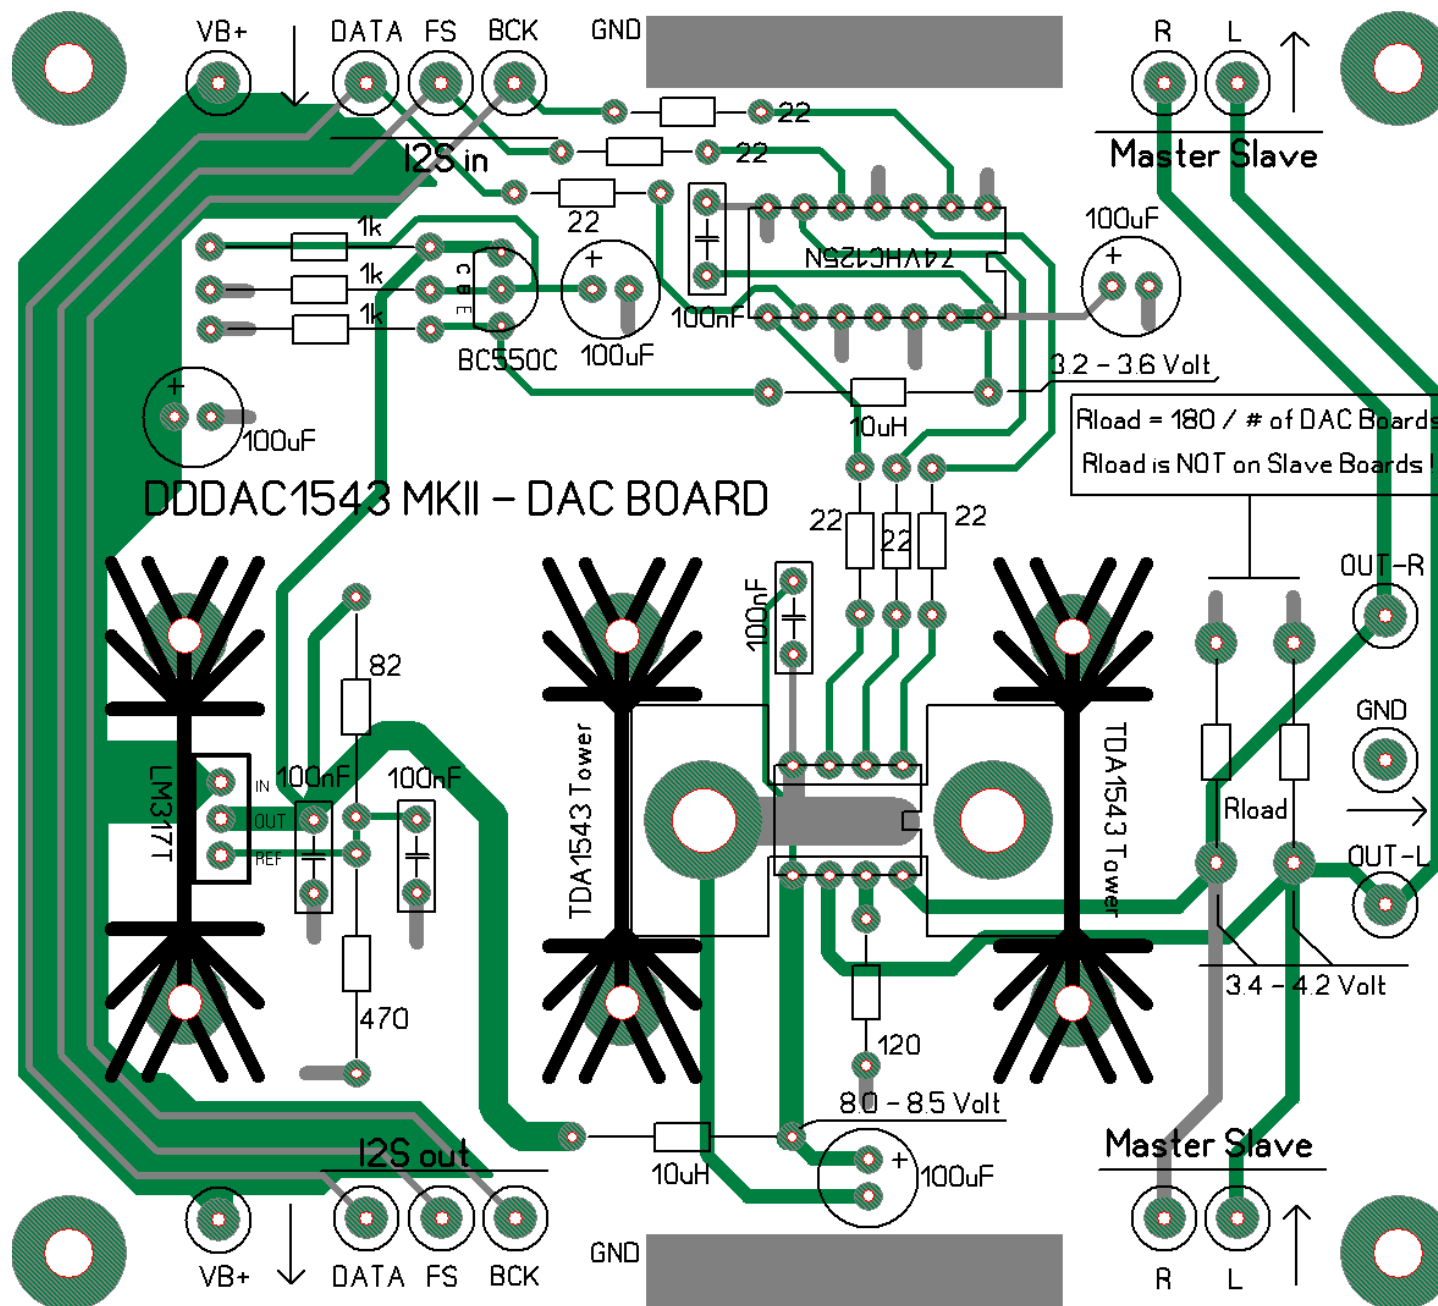 VB+ DATA FS BCK GND R L
I2S in
Master Slave
22
22
22
1k
1k
1k
C
B
E
BC550C
100uF
100nF
74VHC125N
100uF
3.2 - 3.6 Volt
10uH
100uF
Rload = 180 / # of DAC Boards
Rload is NOT on Slave Boards !
DDDAC1543 MKII - DAC BOARD
22
22
22
OUT-R
100nF
82
GND
LM317T
IN
OUT
REF
100nF
100nF
TDA1543 Tower
TDA1543 Tower
Rload
OUT-L
470
120
3.4 - 4.2 Volt
8.0 - 8.5 Volt
I2S out
10uH
100uF
Master Slave
VB+ DATA FS BCK GND R L